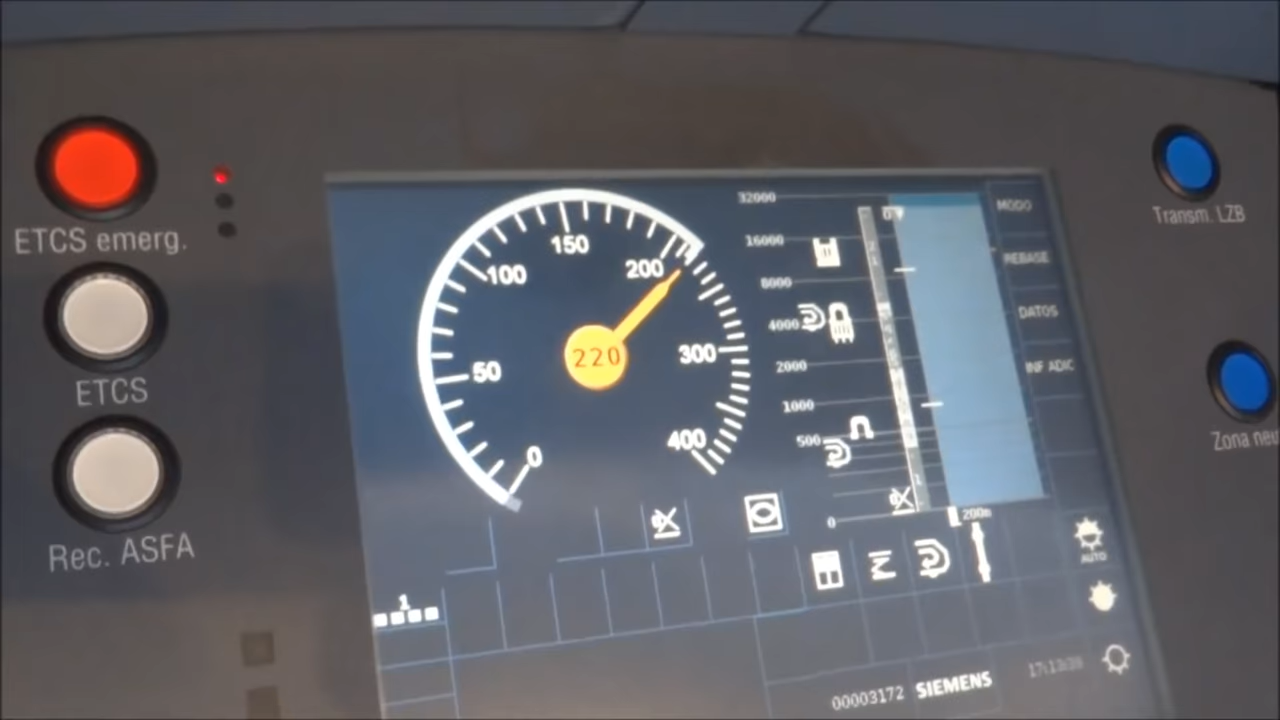 ETCS emerg.
ETCS
Rec. ASFA
0
50
100
150
200
300
400
220
32000
16000
8000
4000
2000
1000
500
0
200m
MODO
REBASE
DATOS
INF ADIC
AUTO
1
00003172
SIEMENS
Transm. LZB
Zona neu